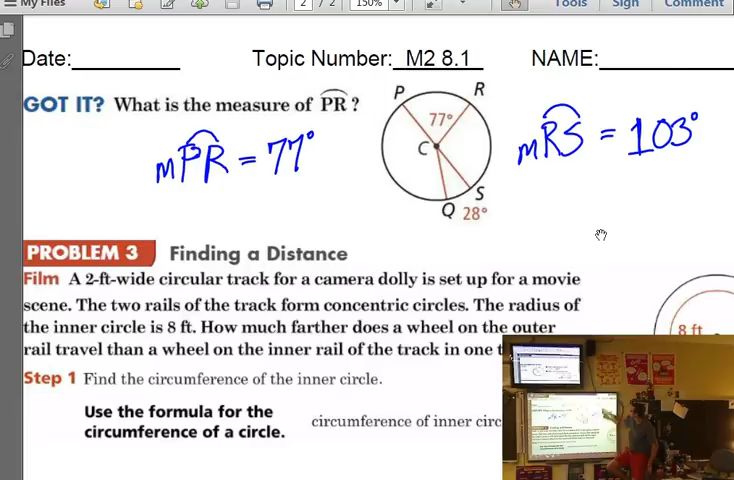 My Files
2 / 2
150%
Tools
Sign
Comment
Date:_________ Topic Number:_M2 8.1_ NAME:___________
GOT IT? What is the measure of PR ?
mPR = 77°
P
R
77°
C
S
Q 28°
mRS = 103°
PROBLEM 3 Finding a Distance
Film A 2-ft-wide circular track for a camera dolly is set up for a movie
scene. The two rails of the track form concentric circles. The radius of
the inner circle is 8 ft. How much farther does a wheel on the outer
rail travel than a wheel on the inner rail of the track in one t
8 ft
Step 1 Find the circumference of the inner circle.
Use the formula for the
circumference of a circle.
circumference of inner circ